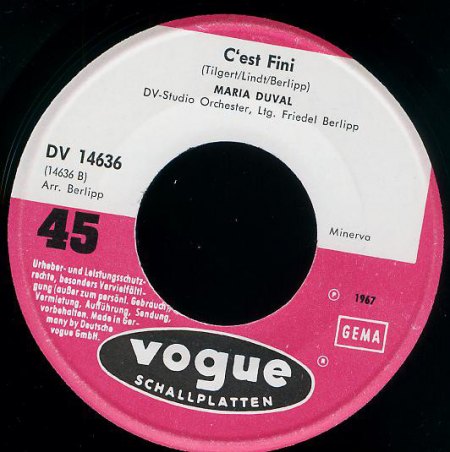 C'est Fini
(Tilgert/Lindt/Berlipp)
MARIA DUVAL
DV-Studio Orchester, Ltg. Friedel Berlipp
DV 14636
(14636 B)
Arr. Berlipp
45
Minerva
Urheber- und Leistungsschutz-
rechte, besonders Vervielfälti-
gung (außer zum persönl. Gebrauch),
Vermietung, Aufführung, Sendung,
vorbehalten. Made in Ger-
many by Deutsche
vogue GmbH.
℗ 1967
GEMA
vogue ®
SCHALLPLATTEN